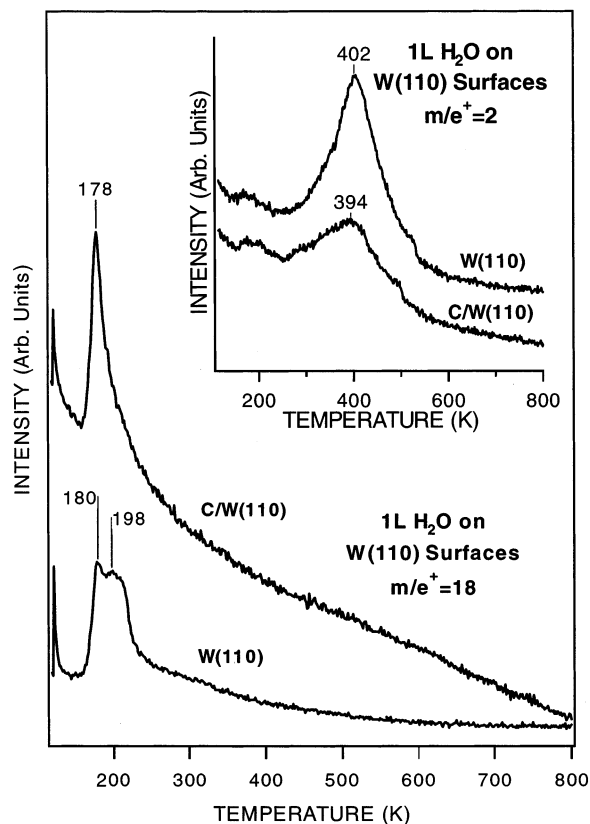 402
1L H₂O on
W(110) Surfaces
m/e⁺=2
394
W(110)
C/W(110)
INTENSITY (Arb. Units)
200 400 600 800
TEMPERATURE (K)
178
180
198
C/W(110)
1L H₂O on
W(110) Surfaces
m/e⁺=18
W(110)
INTENSITY (Arb. Units)
200 300 400 500 600 700 800
TEMPERATURE (K)